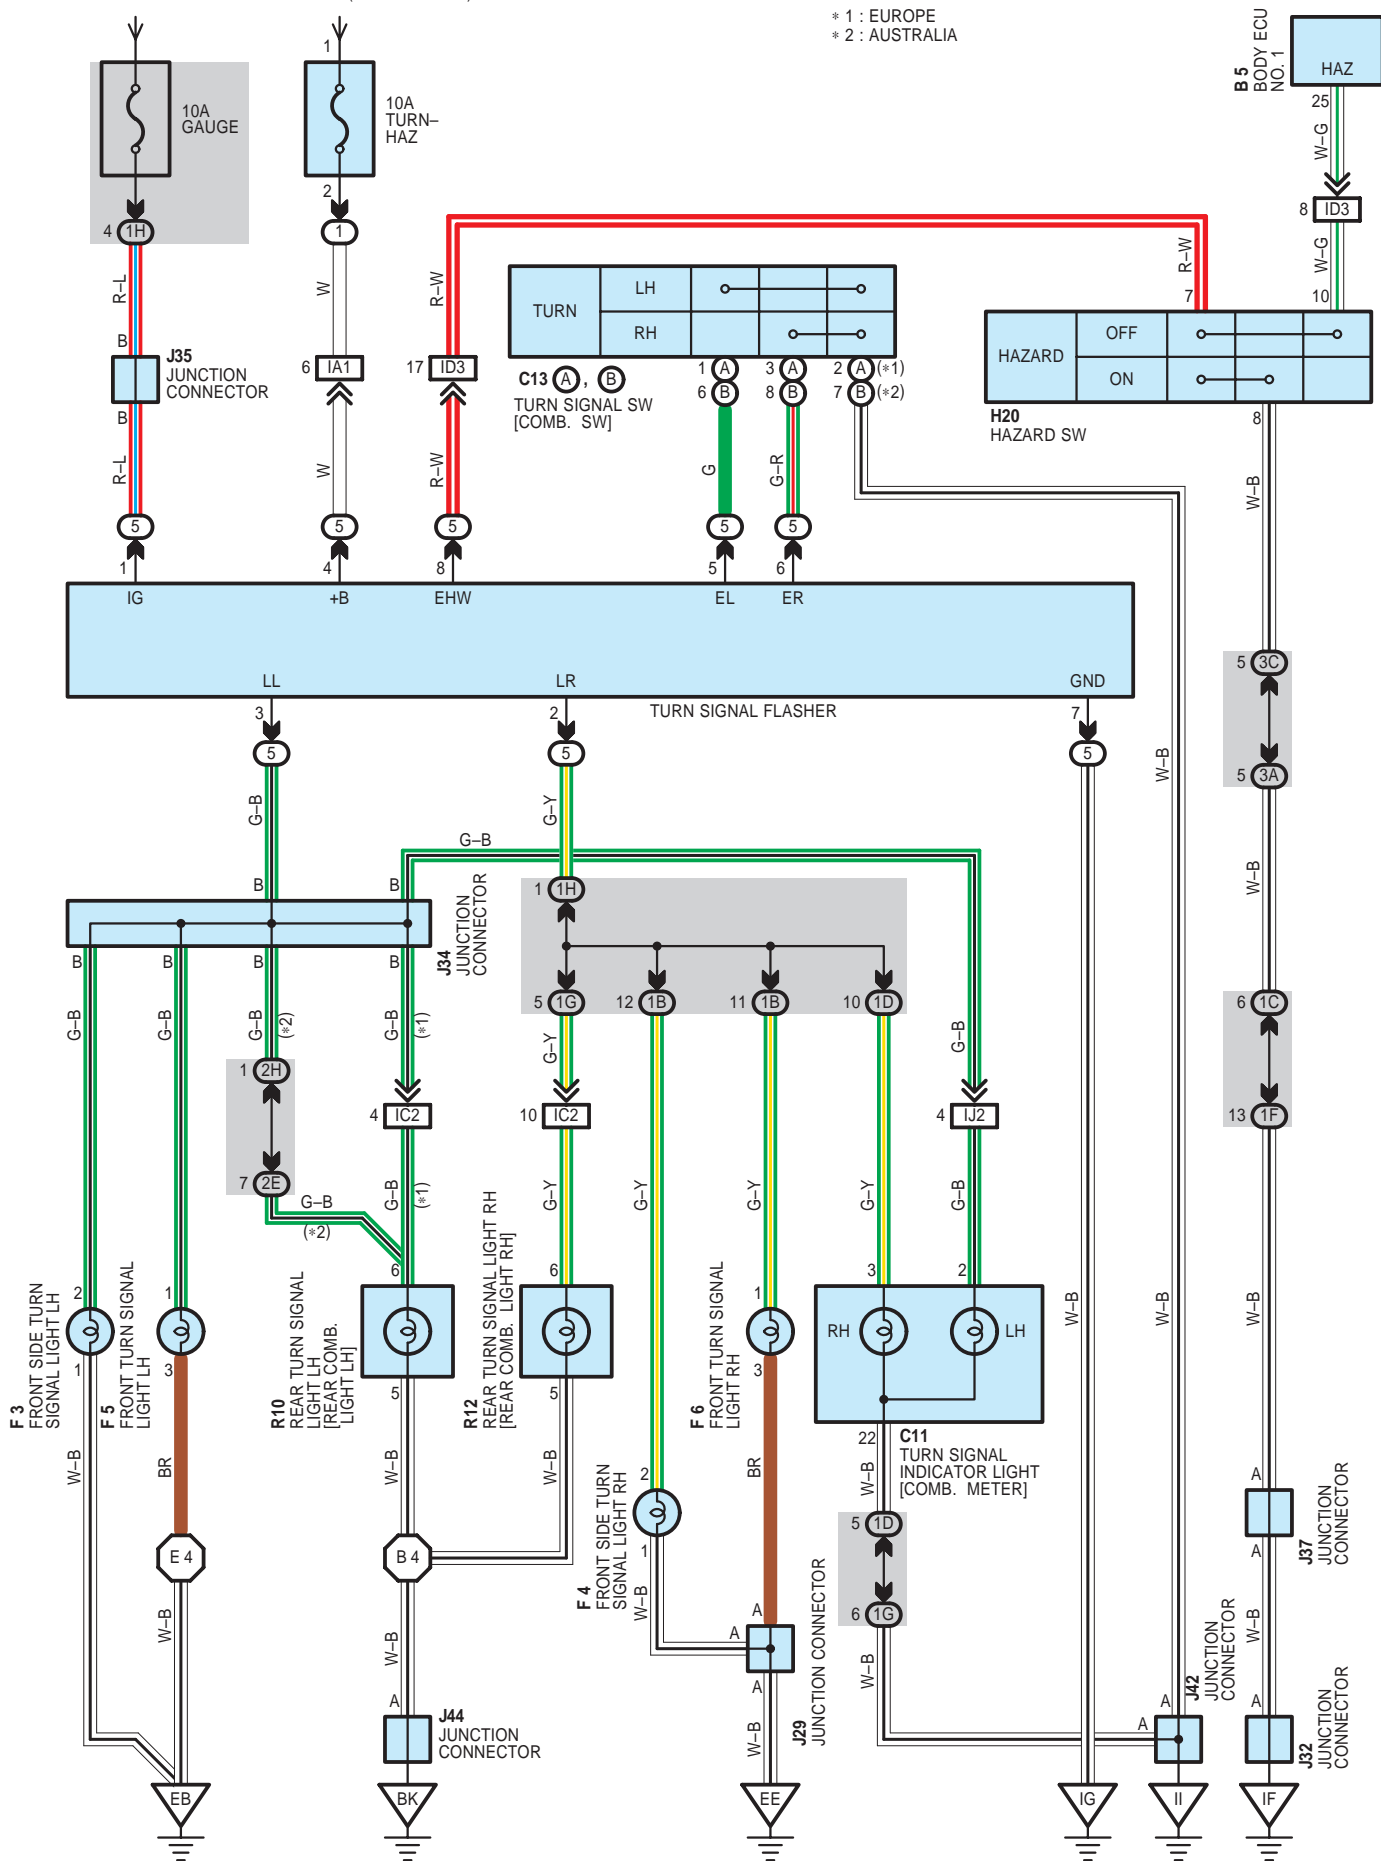 * 1 : EUROPE
* 2 : AUSTRALIA
B 5
BODY ECU
NO. 1
HAZ
25
W–G
8 ID3
W–G
10
10A
GAUGE
4 1H
R–L
B
J35
JUNCTION
CONNECTOR
B
R–L
5
1
IG
1
10A
TURN–
HAZ
2
1
W
6 IA1
W
5
4
+B
R–W
17 ID3
R–W
5
8
EHW
TURN
LH
RH
C13 A , B
TURN SIGNAL SW
[COMB. SW]
1 A
6 B
3 A
8 B
2 A (*1)
7 B (*2)
G
G–R
5
5
5
6
EL
ER
R–W
7
HAZARD
OFF
ON
H20
HAZARD SW
8
W–B
LL
LR
GND
TURN SIGNAL FLASHER
3
2
7
5
5
5
G–B
G–Y
W–B
5 3C
5 3A
W–B
G–B
B
B
J34
JUNCTION
CONNECTOR
1 1H
B
B
B
B
G–B
G–B
G–B
(*2)
G–B
(*1)
5 1G
12 1B
11 1B
10 1D
6 1C
13 1F
G–Y
G–B
1 2H
7 2E
4 IC2
10 IC2
4 IJ2
G–B
(*2)
G–B
(*1)
G–Y
G–Y
G–Y
G–Y
G–B
W–B
W–B
2
1
6
6
1
3
2
RH
LH
F 3
FRONT SIDE TURN
SIGNAL LIGHT LH
1
F 5
FRONT TURN SIGNAL
LIGHT LH
3
R10
REAR TURN SIGNAL
LIGHT LH
[REAR COMB.
LIGHT LH]
5
R12
REAR TURN SIGNAL LIGHT RH
[REAR COMB. LIGHT RH]
5
F 6
FRONT TURN SIGNAL
LIGHT RH
3
22
C11
TURN SIGNAL
INDICATOR LIGHT
[COMB. METER]
W–B
BR
W–B
W–B
2
BR
W–B
F 4
FRONT SIDE TURN
SIGNAL LIGHT RH
1
5 1D
6 1G
A
J37
JUNCTION
CONNECTOR
A
E 4
B 4
W–B
W–B
W–B
A
A
J29
JUNCTION CONNECTOR
A
W–B
W–B
W–B
A
J44
JUNCTION
CONNECTOR
A
A
J42
JUNCTION
CONNECTOR
A
J32
JUNCTION
CONNECTOR
EB
BK
EE
IG
II
IF